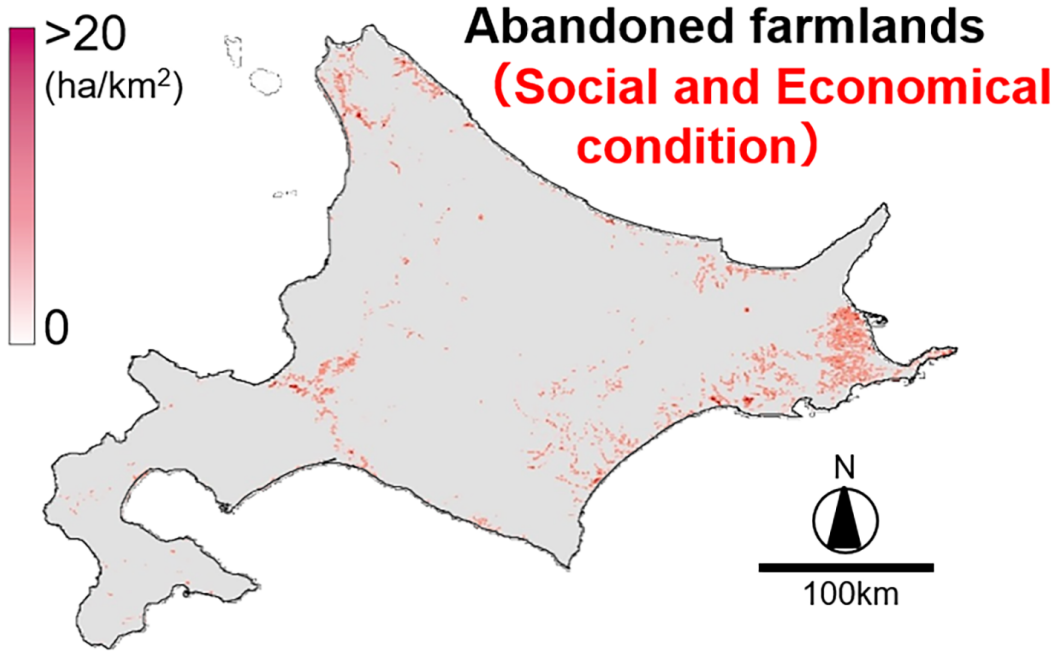 Abandoned farmlands
（Social and Economical
condition）
>20
(ha/km²)
0
N
100km